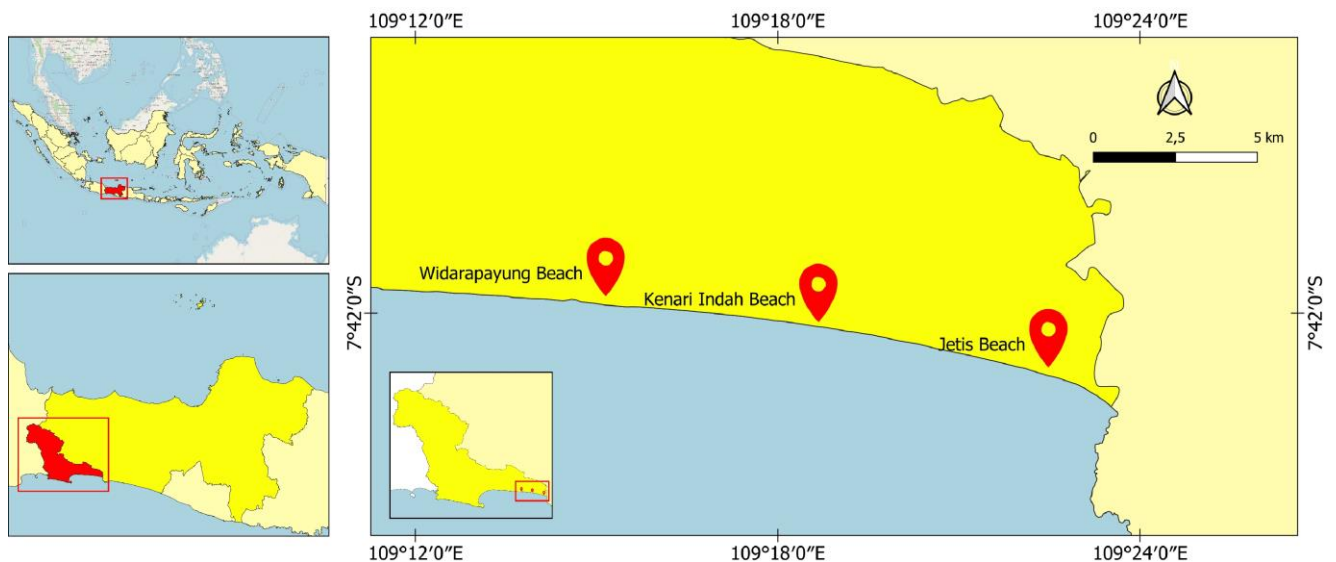 109°12'0"E 109°18'0"E 109°24'0"E
0 2,5 5 km
Widarapayung Beach
Kenari Indah Beach
Jetis Beach
7°42'0"S 7°42'0"S
109°12'0"E 109°18'0"E 109°24'0"E